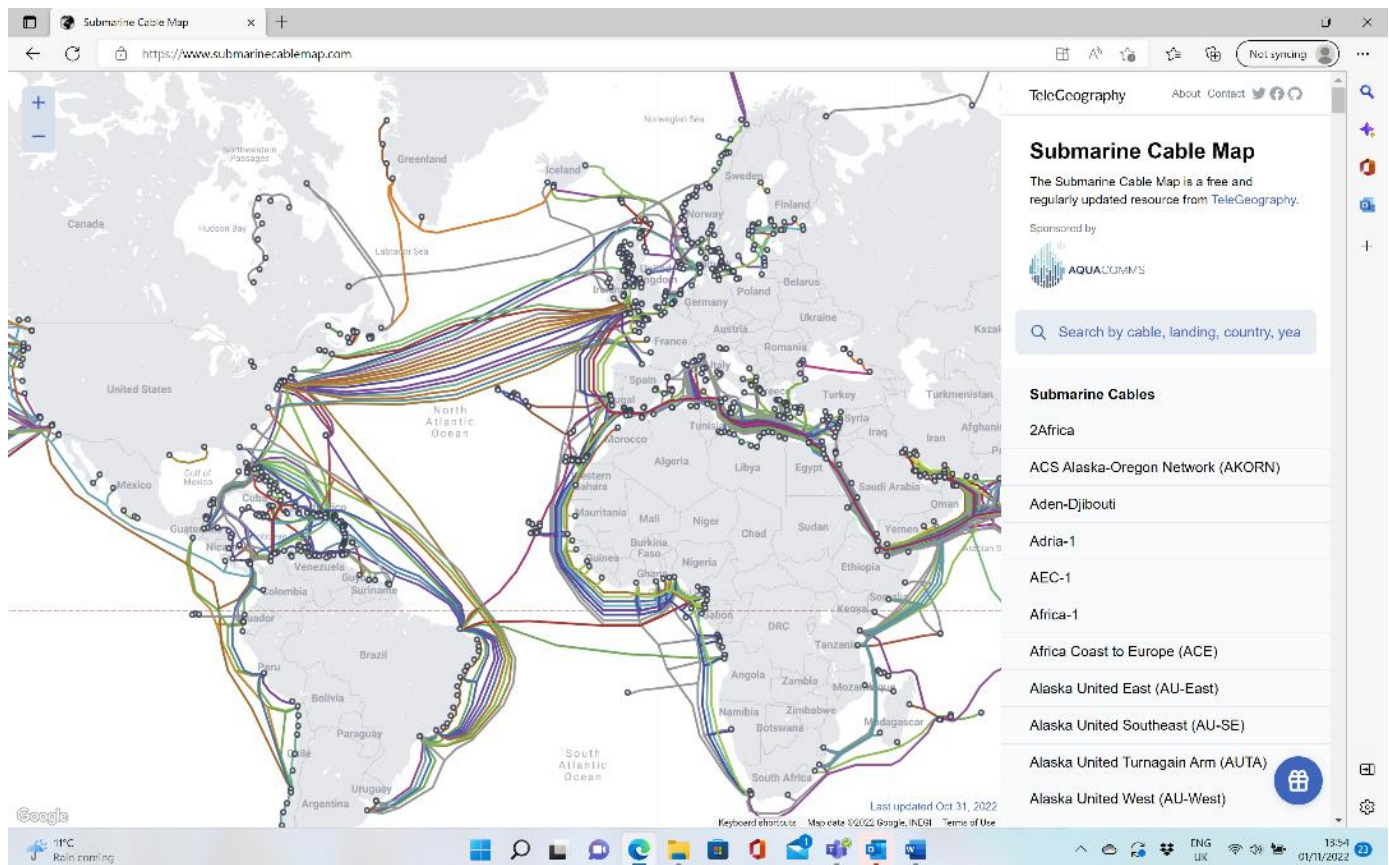 Submarine Cable Map
https://www.submarinecablemap.com
Not syncing
TeleGeography
About Contact
Submarine Cable Map
The Submarine Cable Map is a free and
regularly updated resource from TeleGeography.
Sponsored by
AQUACOMMS
Search by cable, landing, country, yea
Submarine Cables
2Africa
ACS Alaska-Oregon Network (AKORN)
Aden-Djibouti
Adria-1
AEC-1
Africa-1
Africa Coast to Europe (ACE)
Alaska United East (AU-East)
Alaska United Southeast (AU-SE)
Alaska United Turnagain Arm (AUTA)
Alaska United West (AU-West)
Norwegian Sea
Northwestern
Passages
Greenland
Iceland
Sweden
Finland
Norway
Canada
Hudson Bay
Labrador Sea
Belarus
Poland
Germany
Ukraine
Austria
France
Romania
Spain
Turkey
Turkmenistan
United States
North
Atlantic
Ocean
Tunisia
Syria
Iraq
Iran
Morocco
Algeria
Libya
Egypt
Gulf of
Mexico
Mexico
Cuba
Saudi Arabia
Oman
Mauritania
Mali
Niger
Chad
Sudan
Yemen
Burkina
Faso
Guinea
Ghana
Nigeria
Ethiopia
Venezuela
Suriname
Colombia
Gabon
Kenya
DRC
Tanzania
Brazil
Peru
Angola
Zambia
Bolivia
Namibia
Zimbabwe
Botswana
Madagascar
Paraguay
Chile
South
Atlantic
Ocean
South Africa
Uruguay
Argentina
Google
Last updated Oct 31, 2022
Keyboard shortcuts Map data ©2022 Google, INEGI Terms of Use
11°C
Rain coming
ENG
UK
13:54
01/11/2022
23